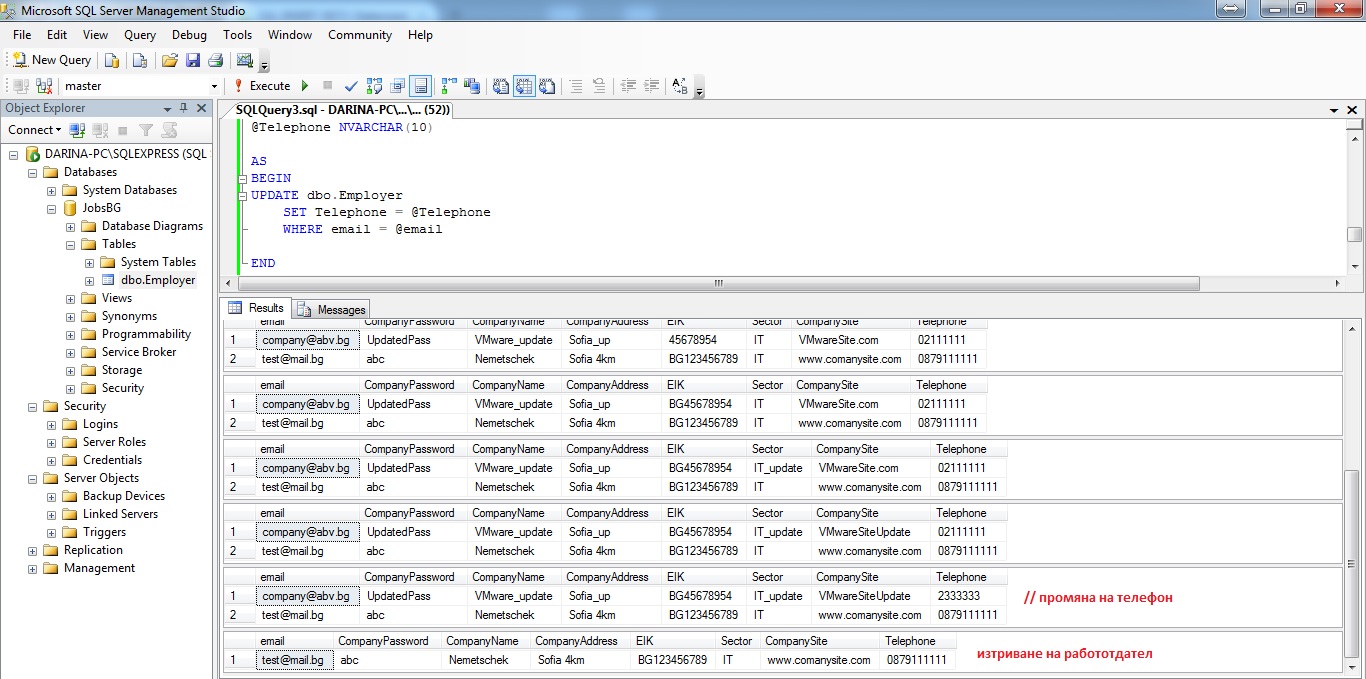 Microsoft SQL Server Management Studio
File Edit View Query Debug Tools Window Community Help
New Query
master
Execute
Object Explorer
Connect
DARINA-PC\SQLEXPRESS (SQL
Databases
System Databases
JobsBG
Database Diagrams
Tables
System Tables
dbo.Employer
Views
Synonyms
Programmability
Service Broker
Storage
Security
Security
Logins
Server Roles
Credentials
Server Objects
Backup Devices
Linked Servers
Triggers
Replication
Management
SQLQuery3.sql - DARINA-PC\...\... (52))
@Telephone NVARCHAR(10)
AS
BEGIN
UPDATE dbo.Employer
SET Telephone = @Telephone
WHERE email = @email
END
Results Messages
email CompanyPassword CompanyName CompanyAddress EIK Sector CompanySite Telephone
1 company@abv.bg UpdatedPass VMware_update Sofia_up 45678954 IT VMwareSite.com 02111111
2 test@mail.bg abc Nemetschek Sofia 4km BG123456789 IT www.comanysite.com 0879111111
email CompanyPassword CompanyName CompanyAddress EIK Sector CompanySite Telephone
1 company@abv.bg UpdatedPass VMware_update Sofia_up BG45678954 IT VMwareSite.com 02111111
2 test@mail.bg abc Nemetschek Sofia 4km BG123456789 IT www.comanysite.com 0879111111
email CompanyPassword CompanyName CompanyAddress EIK Sector CompanySite Telephone
1 company@abv.bg UpdatedPass VMware_update Sofia_up BG45678954 IT_update VMwareSite.com 02111111
2 test@mail.bg abc Nemetschek Sofia 4km BG123456789 IT www.comanysite.com 0879111111
email CompanyPassword CompanyName CompanyAddress EIK Sector CompanySite Telephone
1 company@abv.bg UpdatedPass VMware_update Sofia_up BG45678954 IT_update VMwareSiteUpdate 02111111
2 test@mail.bg abc Nemetschek Sofia 4km BG123456789 IT www.comanysite.com 0879111111
email CompanyPassword CompanyName CompanyAddress EIK Sector CompanySite Telephone
1 company@abv.bg UpdatedPass VMware_update Sofia_up BG45678954 IT_update VMwareSiteUpdate 2333333
2 test@mail.bg abc Nemetschek Sofia 4km BG123456789 IT www.comanysite.com 0879111111
// промяна на телефон
email CompanyPassword CompanyName CompanyAddress EIK Sector CompanySite Telephone
1 test@mail.bg abc Nemetschek Sofia 4km BG123456789 IT www.comanysite.com 0879111111
изтриване на работотдател